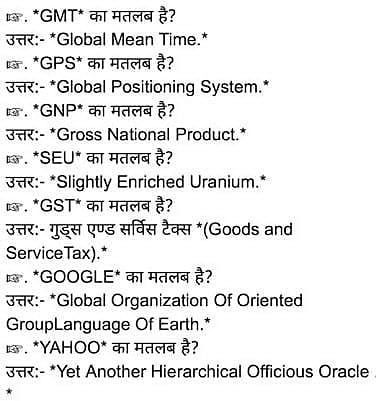 ☞. *GMT* का मतलब है?
उत्तर:- *Global Mean Time.*
☞. *GPS* का मतलब है?
उत्तर:- *Global Positioning System.*
☞. *GNP* का मतलब है?
उत्तर:- *Gross National Product.*
☞. *SEU* का मतलब है?
उत्तर:- *Slightly Enriched Uranium.*
☞. *GST* का मतलब है?
उत्तर:- गुड्स एण्ड सर्विस टैक्स *(Goods and
ServiceTax).*
☞. *GOOGLE* का मतलब है?
उत्तर:- *Global Organization Of Oriented
GroupLanguage Of Earth.*
☞. *YAHOO* का मतलब है?
उत्तर:- *Yet Another Hierarchical Officious Oracle .
*